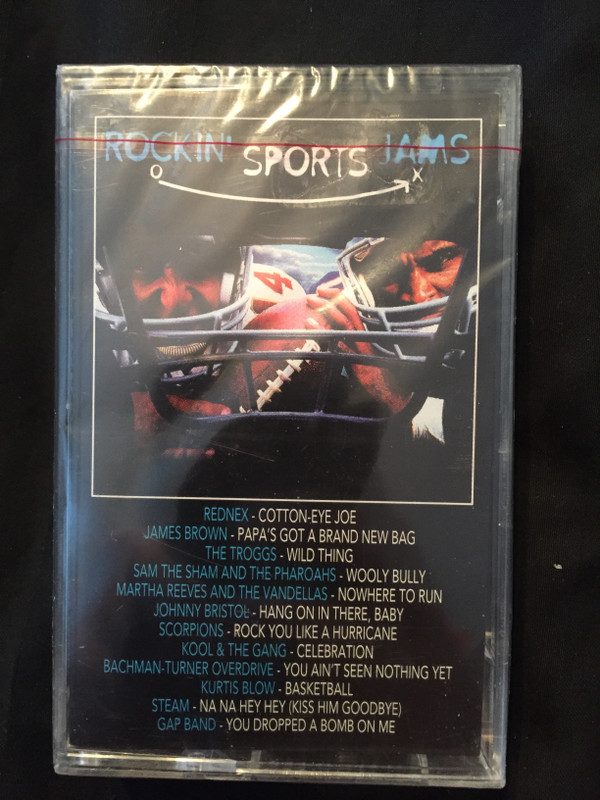 ROCKIN' SPORTS JAMS
O X
4
REDNEX - COTTON-EYE JOE
JAMES BROWN - PAPA'S GOT A BRAND NEW BAG
THE TROGGS - WILD THING
SAM THE SHAM AND THE PHAROAHS - WOOLY BULLY
MARTHA REEVES AND THE VANDELLAS - NOWHERE TO RUN
JOHNNY BRISTOL - HANG ON IN THERE, BABY
SCORPIONS - ROCK YOU LIKE A HURRICANE
KOOL & THE GANG - CELEBRATION
BACHMAN-TURNER OVERDRIVE - YOU AIN'T SEEN NOTHING YET
KURTIS BLOW - BASKETBALL
STEAM - NA NA HEY HEY (KISS HIM GOODBYE)
GAP BAND - YOU DROPPED A BOMB ON ME